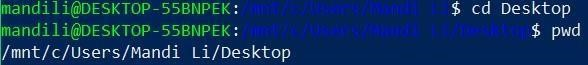 mandili@DESKTOP-55BNPEK:/mnt/c/Users/Mandi Li$ cd Desktop
mandili@DESKTOP-55BNPEK:/mnt/c/Users/Mandi Li/Desktop$ pwd
/mnt/c/Users/Mandi Li/Desktop